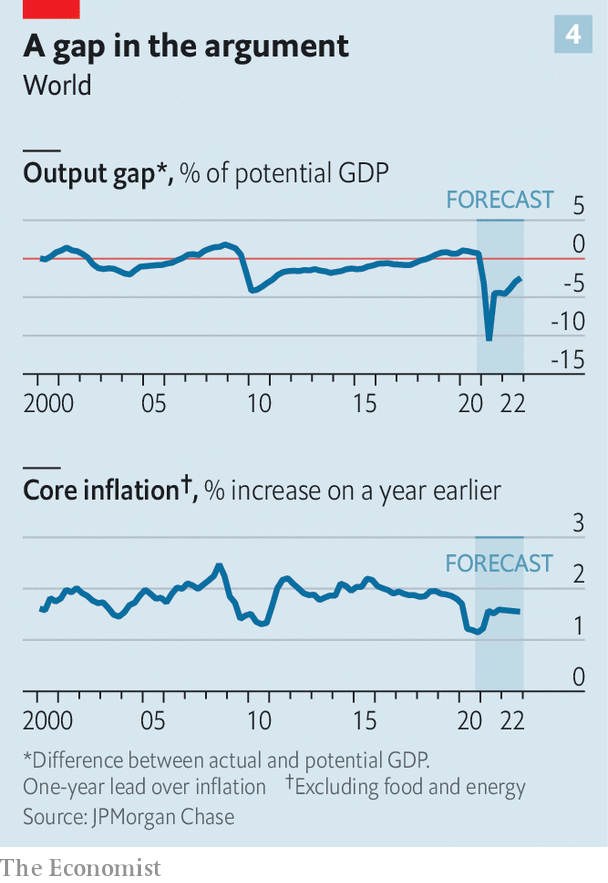 4
A gap in the argument
World
Output gap*, % of potential GDP
FORECAST
5
0
-5
-10
-15
2000 05 10 15 20 22
Core inflation†, % increase on a year earlier
3
FORECAST
2
1
0
2000 05 10 15 20 22
*Difference between actual and potential GDP.
One-year lead over inflation †Excluding food and energy
Source: JPMorgan Chase
The Economist